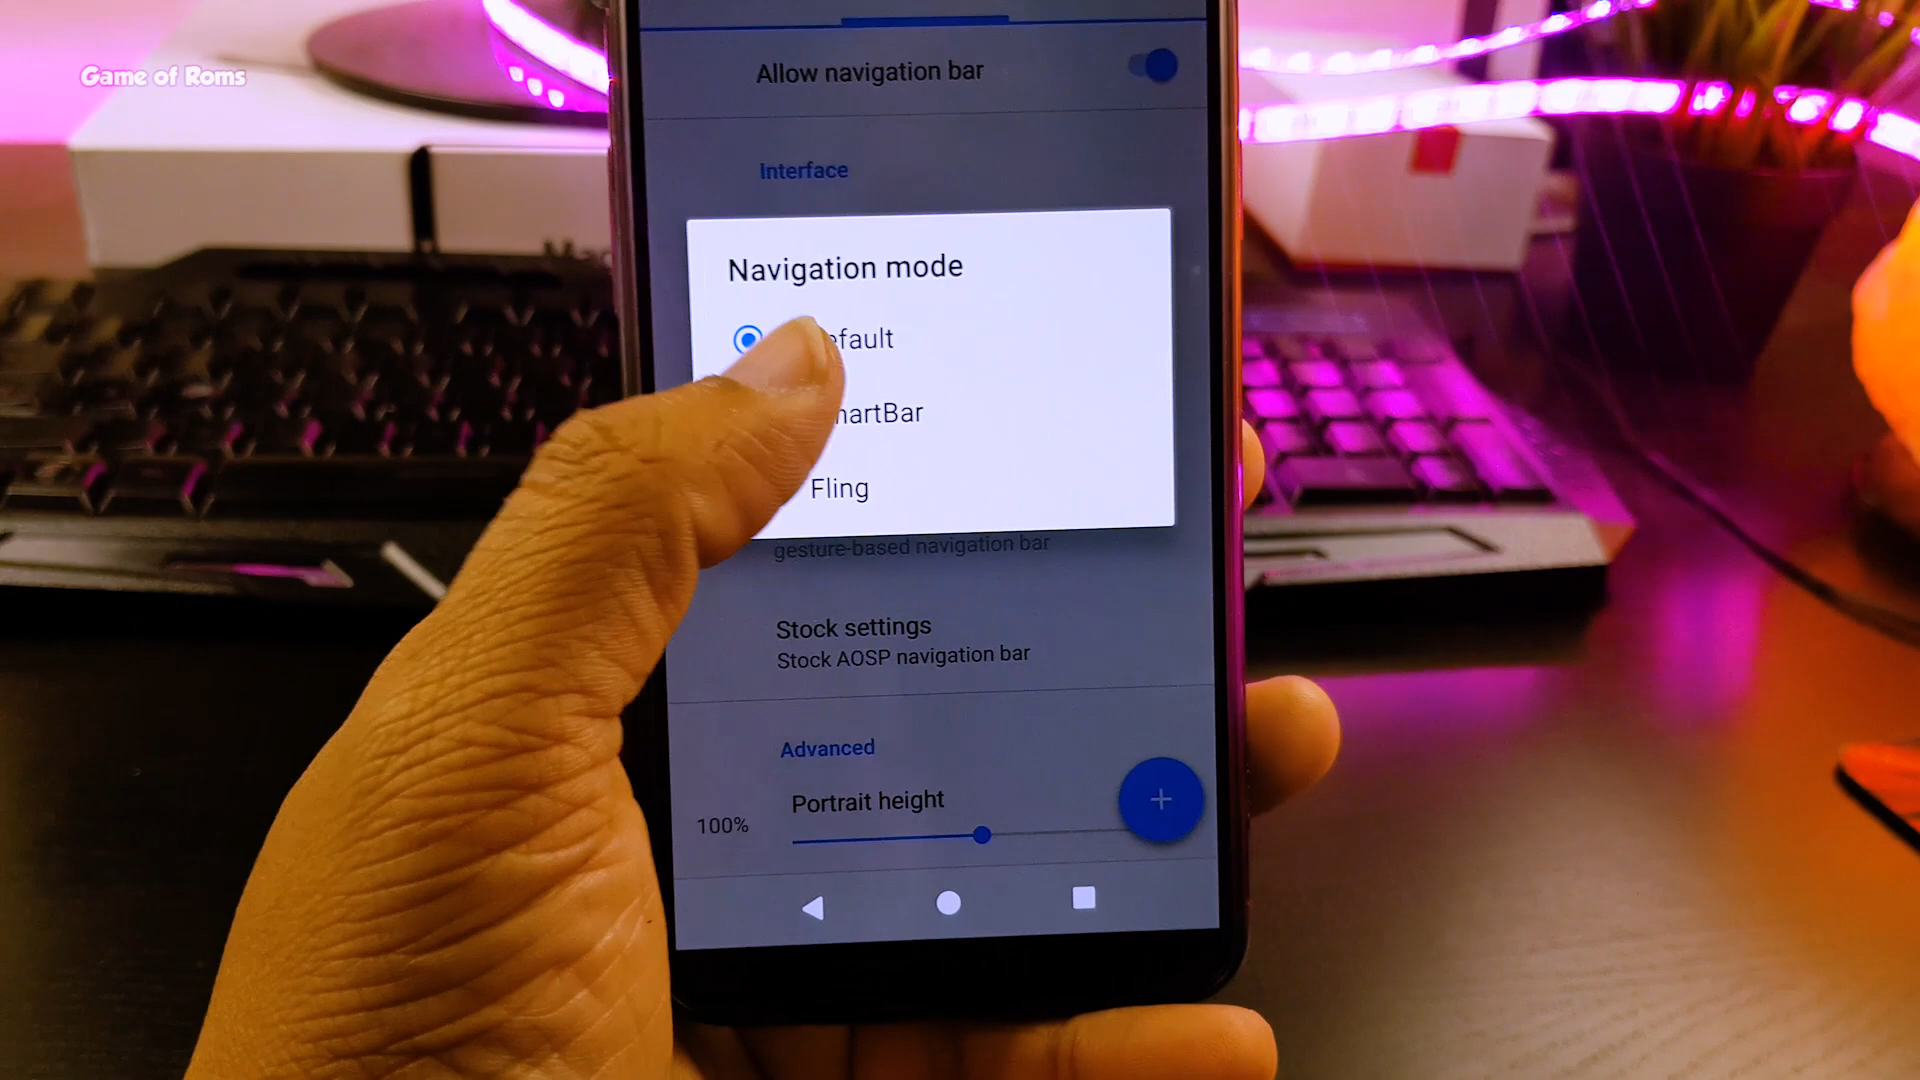 Game of Roms
Allow navigation bar
Interface
Navigation mode
efault
martBar
Fling
gesture-based navigation bar
Stock settings
Stock AOSP navigation bar
Advanced
Portrait height
100%